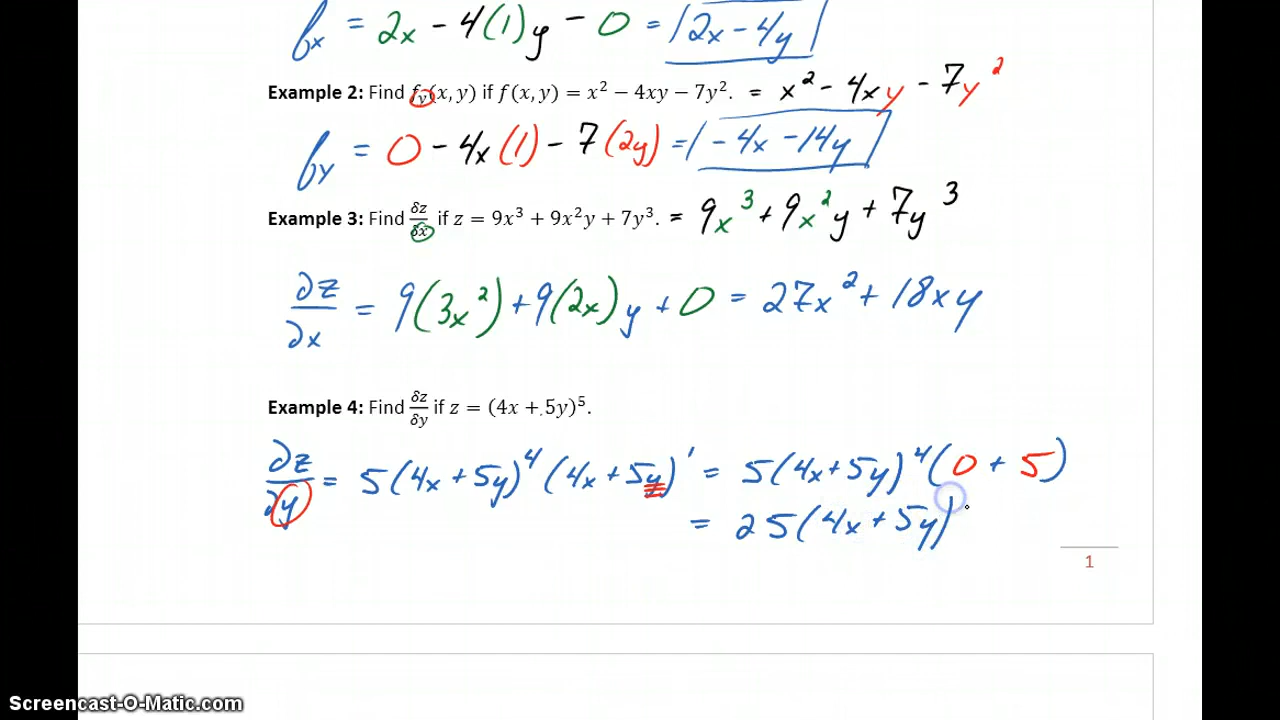 fx = 2x - 4(1)y - 0 = 2x - 4y
Example 2: Find f_y(x, y) if f(x, y) = x² − 4xy − 7y². = x² - 4xy - 7y²
fy = 0 - 4x(1) - 7(2y) = -4x - 14y
Example 3: Find δz/δx if z = 9x³ + 9x²y + 7y³. = 9x³ + 9x²y + 7y³
∂z/∂x = 9(3x²) + 9(2x)y + 0 = 27x² + 18xy
Example 4: Find δz/δy if z = (4x + 5y)⁵.
∂z/∂y = 5(4x + 5y)⁴ (4x + 5y)' = 5(4x + 5y)⁴ (0 + 5)
= 25(4x + 5y)
1
Screencast-O-Matic.com